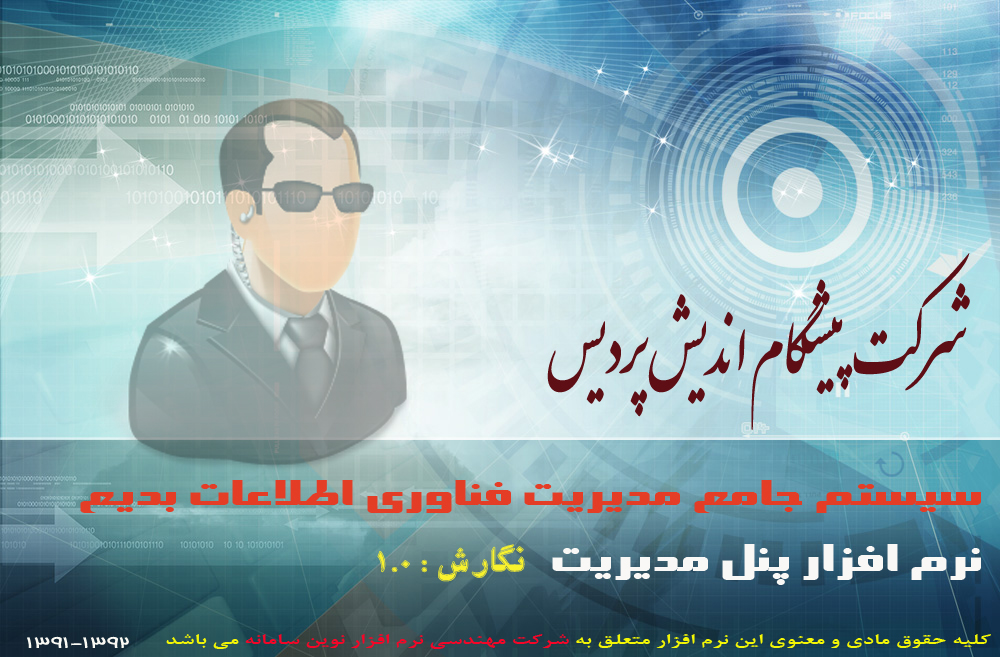 FOCUS
شرکت پیشگام اندیش پردیس
سیستم جامع مدیریت فناوری اطلاعات بدیع
نرم افزار پنل مدیریت نگارش : ۱.۰
کلیه حقوق مادی و معنوی این نرم افزار متعلق به شرکت مهندسی نرم افزار نوین سامانه می باشد ۱۳۹۱-۱۳۹۲